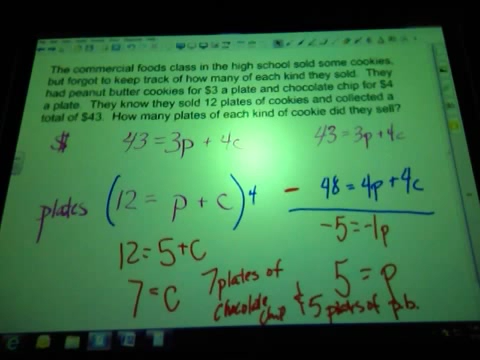 The commercial foods class in the high school sold some cookies,
but forgot to keep track of how many of each kind they sold. They
had peanut butter cookies for $3 a plate and chocolate chip for $4
a plate. They know they sold 12 plates of cookies and collected a
total of $43. How many plates of each kind of cookie did they sell?
$ 43 = 3p + 4c 43 = 3p + 4c
plates (12 = p + c)4 - 48 = 4p + 4c
12 = 5 + c -5 = -1p
7 = c 7 plates of chocolate chip & 5 plates of p.b. 5 = p